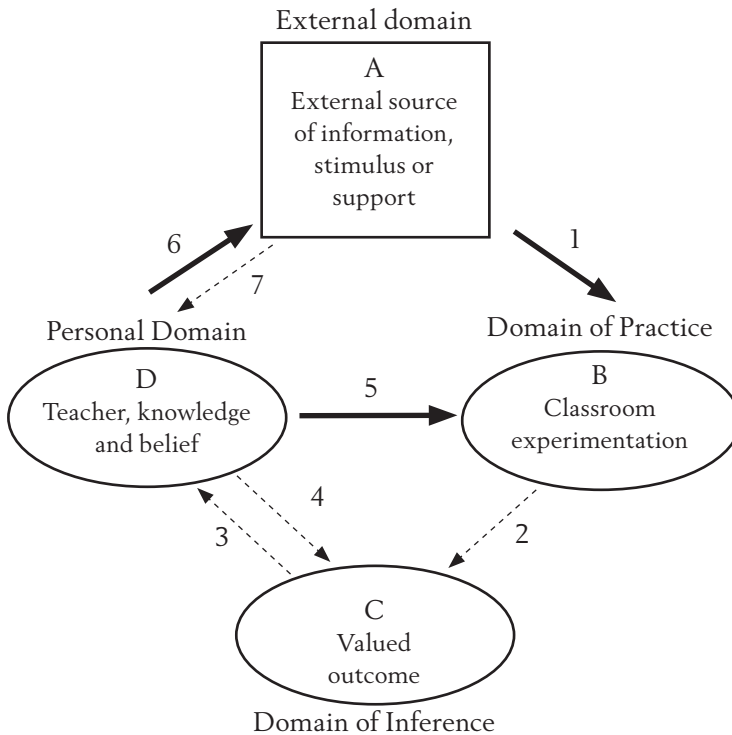 External domain
A
External source
of information,
stimulus or
support
6
1
7
Personal Domain
Domain of Practice
D
Teacher, knowledge
and belief
5
B
Classroom
experimentation
4
3
2
C
Valued
outcome
Domain of Inference